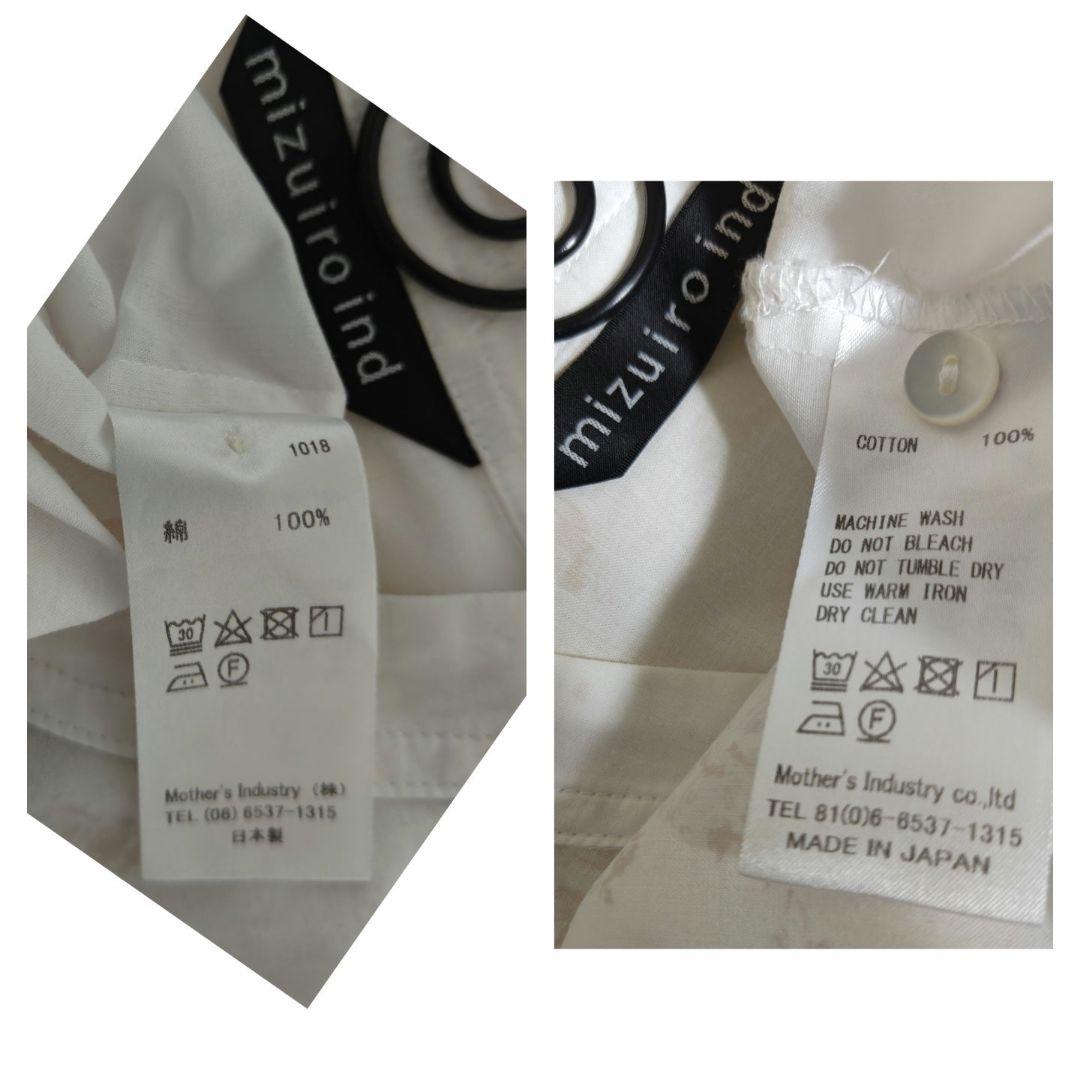 mizuiro ind
1018
綿 100%
30
F
Mother's Industry (株)
TEL (06) 6537-1315
日本製
mizuiro ind
COTTON 100%
MACHINE WASH
DO NOT BLEACH
DO NOT TUMBLE DRY
USE WARM IRON
DRY CLEAN
30
F
Mother's Industry co.,ltd
TEL 81(0)6-6537-1315
MADE IN JAPAN